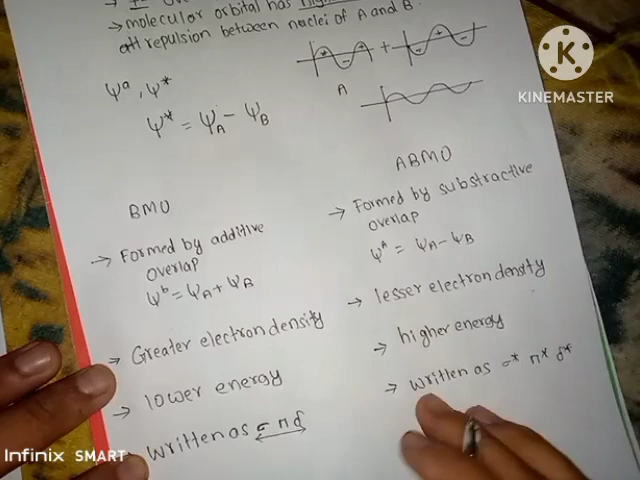 molecular orbital has
→ repulsion between nuclei of A and B.
+
A
ψᵃ, ψ*
ψ* = ψA − ψB
KINEMASTER
BMO
→ Formed by additive
overlap
ψᵇ = ψA + ψB
→ Greater electron density
→ lower energy
written as σ π δ
ABMO
→ Formed by substractive
overlap
ψᴬ = ψA − ψB
→ lesser electron density
→ higher energy
→ written as σ* π* δ*
Infinix SMART